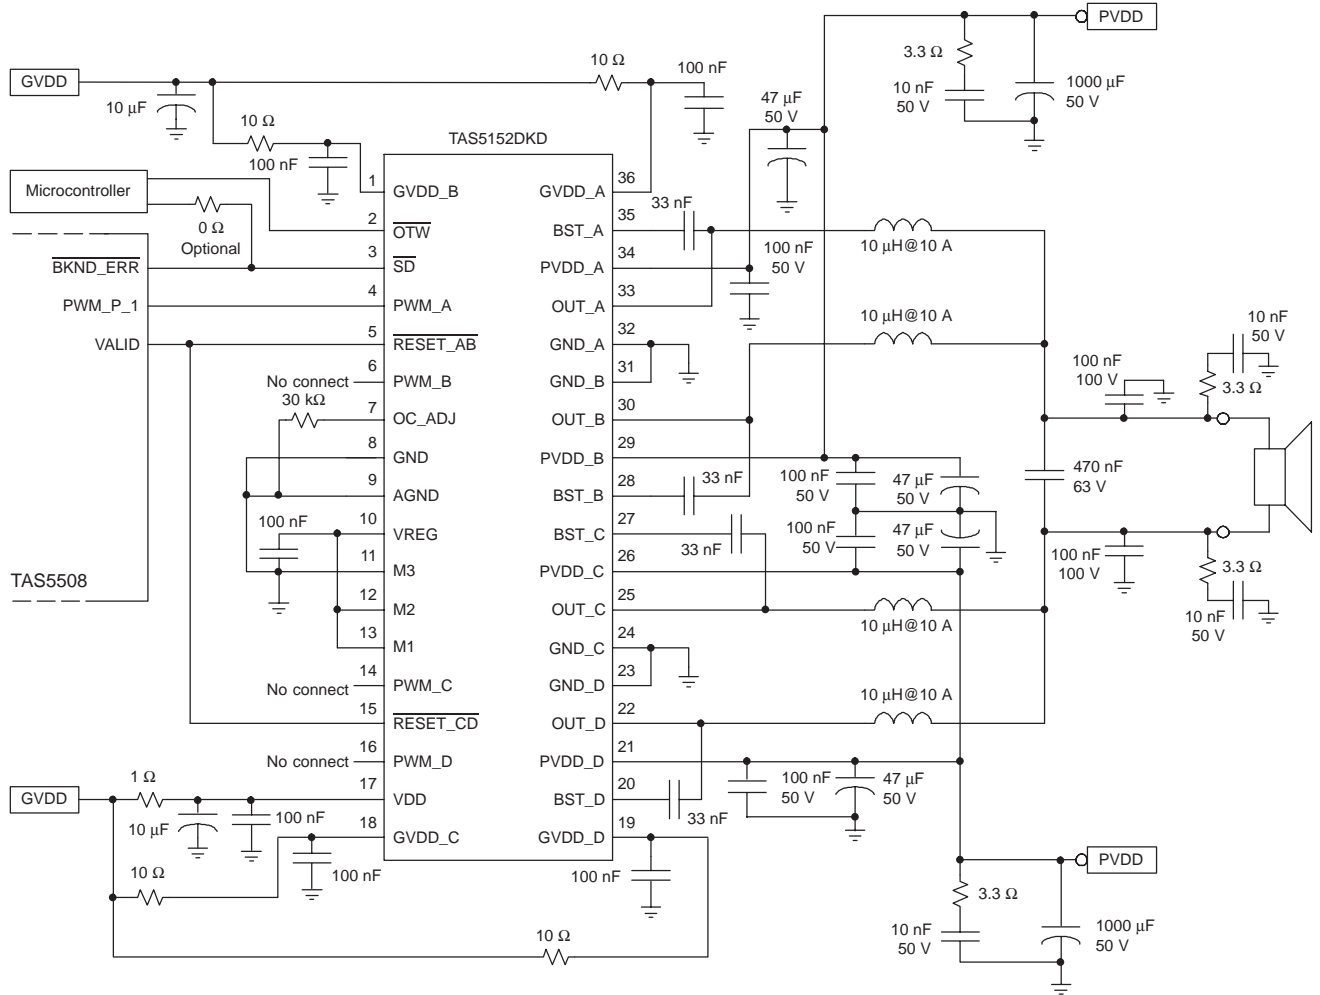 PVDD
3.3 Ω
10 nF
50 V
1000 µF
50 V
GVDD
10 µF
10 Ω
100 nF
47 µF
50 V
10 Ω
100 nF
TAS5152DKD
Microcontroller
0 Ω
Optional
BKND_ERR
PWM_P_1
VALID
TAS5508
1 GVDD_B
2 OTW
3 SD
4 PWM_A
5 RESET_AB
6 PWM_B
No connect
30 kΩ
7 OC_ADJ
8 GND
9 AGND
100 nF
10 VREG
11 M3
12 M2
13 M1
14 PWM_C
No connect
15 RESET_CD
16 PWM_D
No connect
17 VDD
18 GVDD_C
36 GVDD_A
35 BST_A
34 PVDD_A
33 OUT_A
32 GND_A
31 GND_B
30 OUT_B
29 PVDD_B
28 BST_B
27 BST_C
26 PVDD_C
25 OUT_C
24 GND_C
23 GND_D
22 OUT_D
21 PVDD_D
20 BST_D
19 GVDD_D
33 nF
10 µH@10 A
100 nF
50 V
10 µH@10 A
10 nF
50 V
3.3 Ω
100 nF
100 V
33 nF
100 nF
50 V
47 µF
50 V
470 nF
63 V
33 nF
100 nF
50 V
47 µF
50 V
100 nF
100 V
3.3 Ω
10 nF
50 V
10 µH@10 A
10 µH@10 A
100 nF
50 V
47 µF
50 V
33 nF
GVDD
1 Ω
10 µF
100 nF
10 Ω
100 nF
100 nF
10 Ω
PVDD
3.3 Ω
10 nF
50 V
1000 µF
50 V